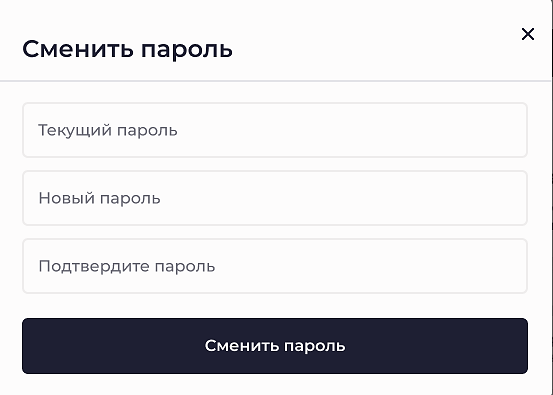 Сменить пароль
Текущий пароль
Новый пароль
Подтвердите пароль
Сменить пароль